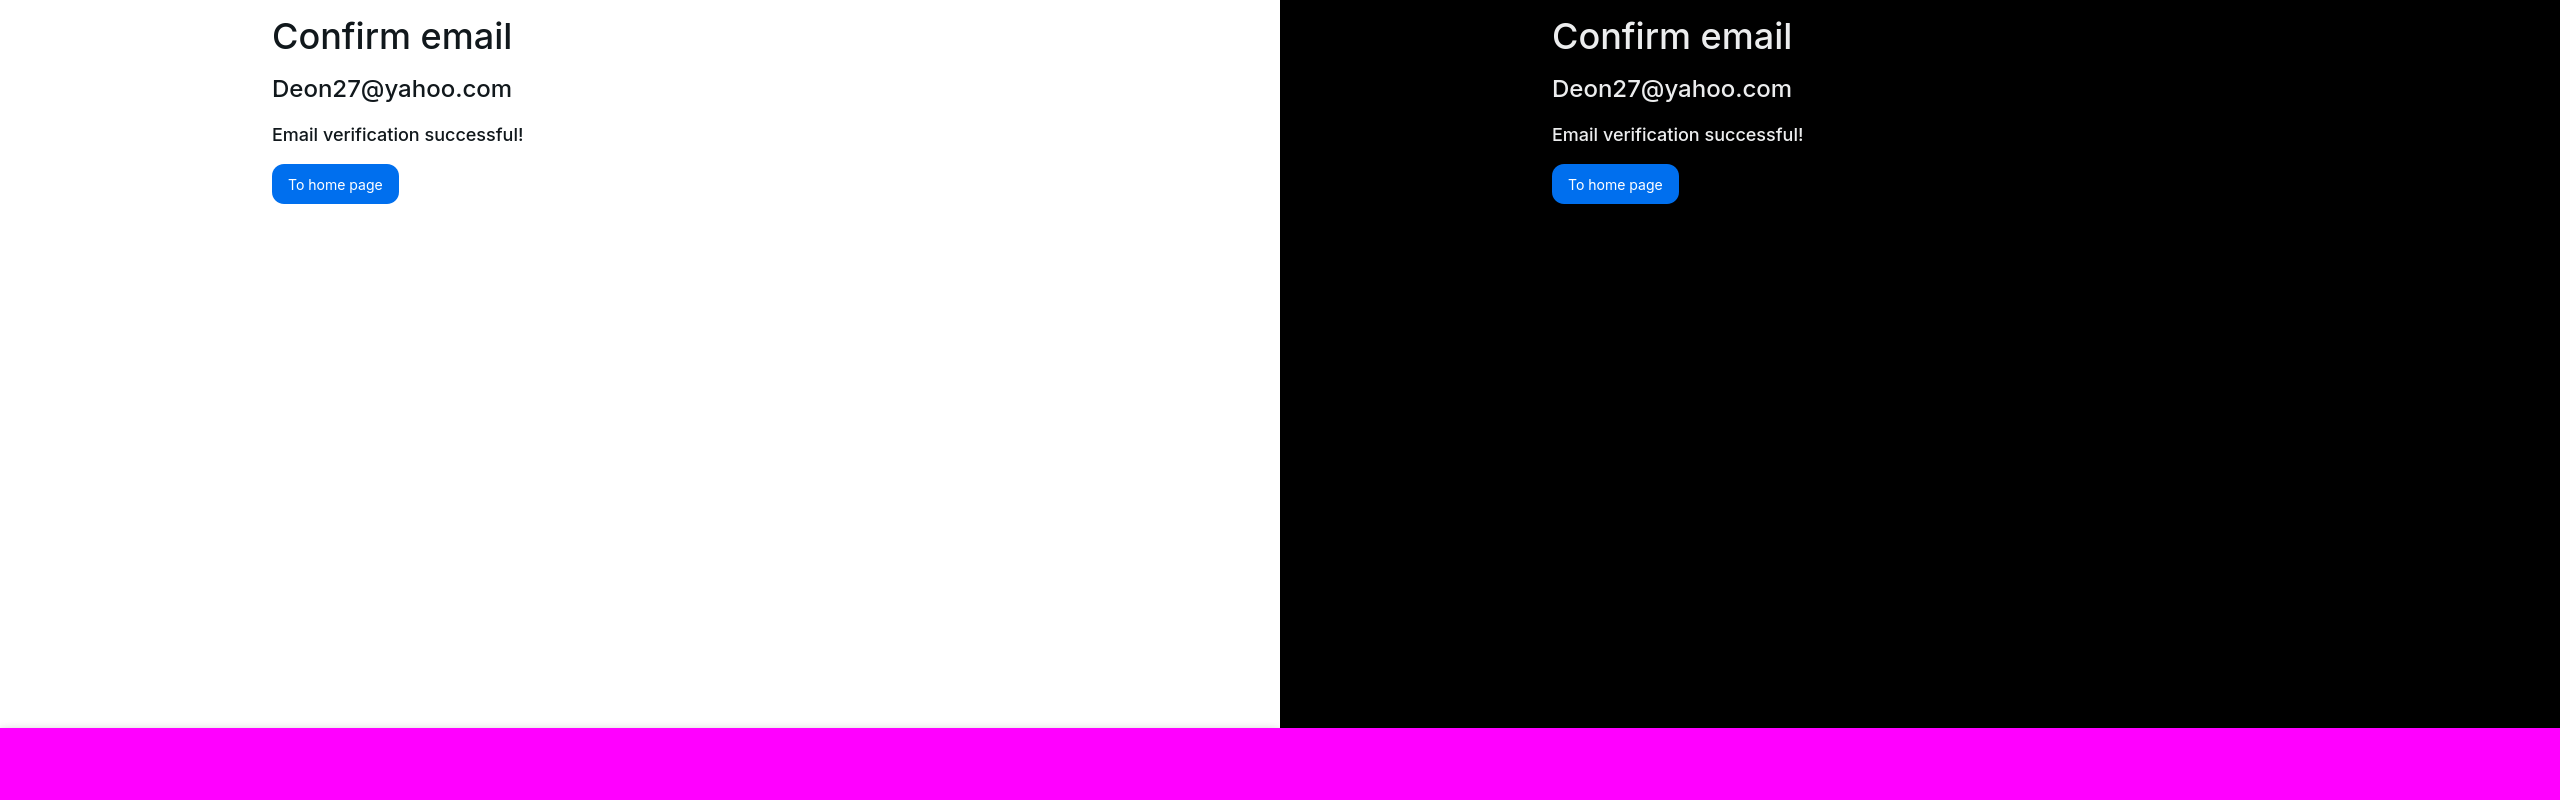 Confirm email
Deon27@yahoo.com
Email verification successful!
To home page
Confirm email
Deon27@yahoo.com
Email verification successful!
To home page